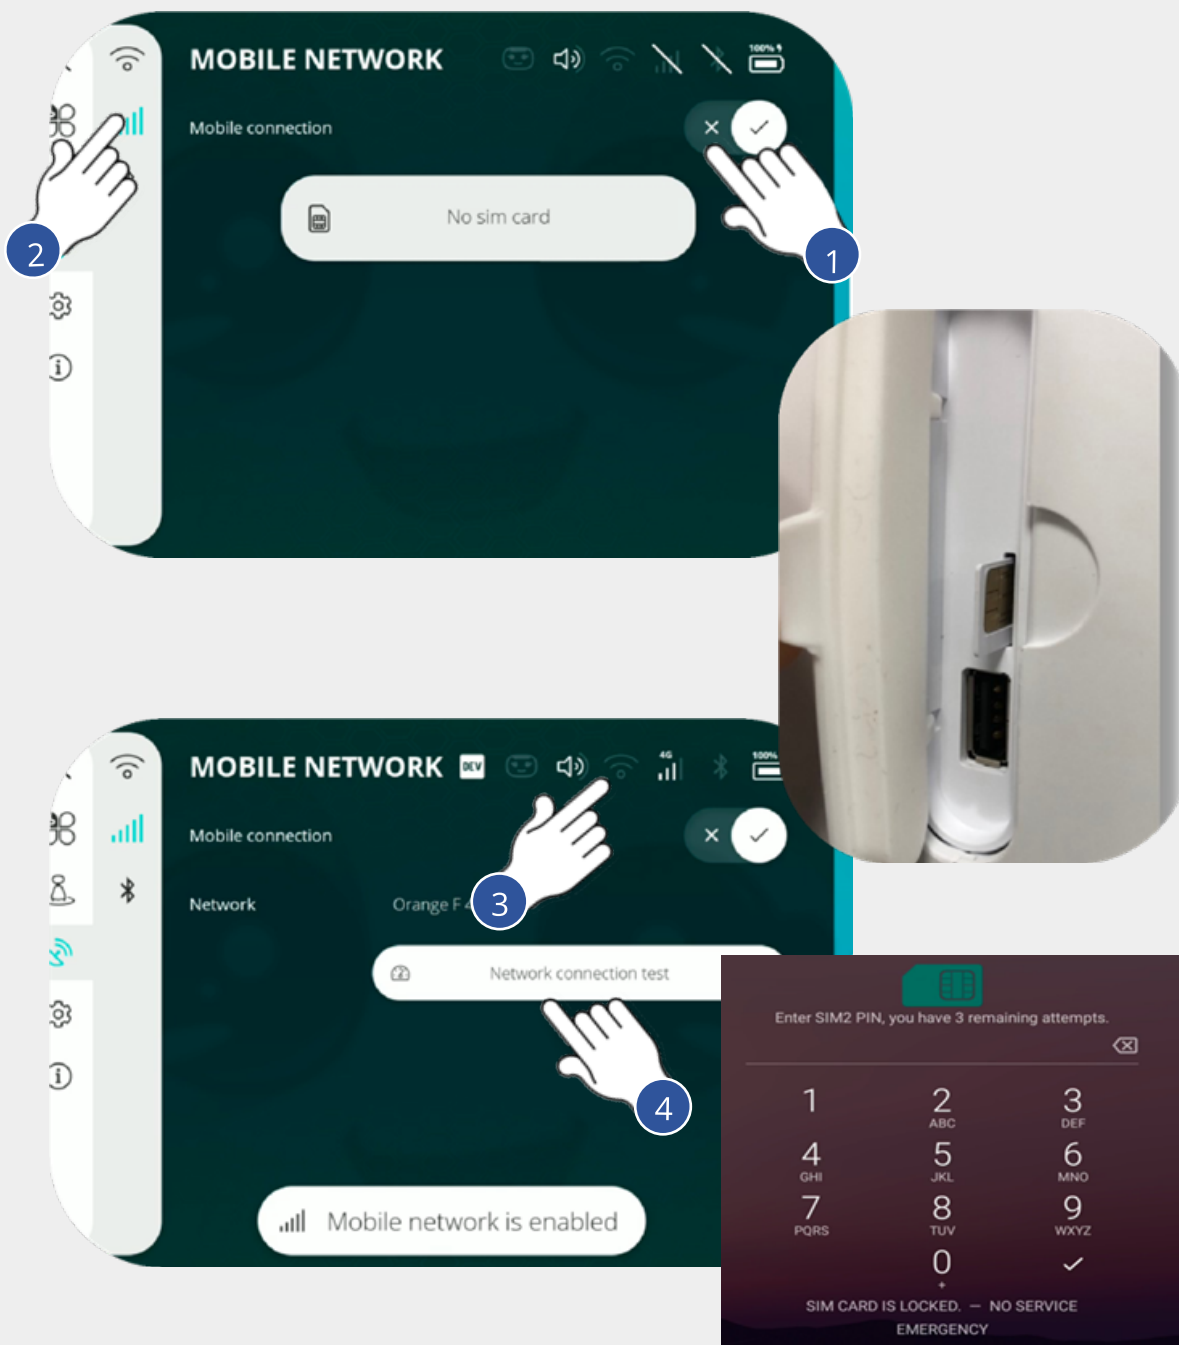 MOBILE NETWORK
100%
Mobile connection
No sim card
2
1
MOBILE NETWORK DEV 4G 100%
Mobile connection
Network Orange F
3
Network connection test
4
Mobile network is enabled
Enter SIM2 PIN, you have 3 remaining attempts.
1 2 3
ABC DEF
4 5 6
GHI JKL MNO
7 8 9
PQRS TUV WXYZ
0
+
SIM CARD IS LOCKED. — NO SERVICE
EMERGENCY